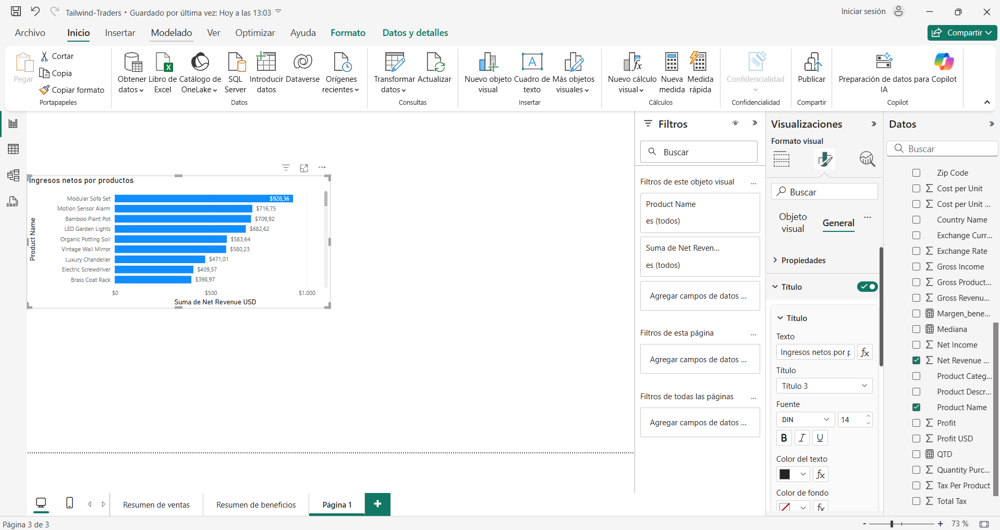 Tailwind-Traders • Guardado por última vez: Hoy a las 13:03
Iniciar sesión
Archivo
Inicio
Insertar
Modelado
Ver
Optimizar
Ayuda
Formato
Datos y detalles
Compartir
Pegar
Cortar
Copia
Copiar formato
Portapapeles
Obtener datos
Libro de Excel
Catálogo de OneLake
SQL Server
Introducir datos
Dataverse
Orígenes recientes
Datos
Transformar datos
Actualizar
Consultas
Nuevo objeto visual
Cuadro de texto
Más objetos visuales
Insertar
Nuevo cálculo visual
Nueva medida
Medida rápida
Cálculos
Confidencialidad
Confidencialidad
Publicar
Compartir
Preparación de datos para IA
Copilot
Copilot
DAX
Ingresos netos por productos
Product Name
Modular Sofa Set $928,36
Motion Sensor Alarm $716,75
Bamboo Plant Pot $709,92
LED Garden Lights $682,62
Organic Potting Soil $583,64
Vintage Wall Mirror $580,23
Luxury Chandelier $471,01
Electric Screwdriver $409,57
Brass Coat Rack $398,97
$0 $500 $1.000
Suma de Net Revenue USD
Filtros
Buscar
Filtros de este objeto visual ...
Product Name
es (todos)
Suma de Net Reven...
es (todos)
Agregar campos de datos ...
Filtros de esta página ...
Agregar campos de datos ...
Filtros de todas las páginas ...
Agregar campos de datos ...
Visualizaciones
Formato visual
Buscar
Objeto visual
General
...
Propiedades
Título
Título
Texto
Ingresos netos por p
fx
Título
Título 3
Fuente
DIN
14
B I U
Color del texto
fx
Color de fondo
fx
Datos
Buscar
Zip Code
Cost per Unit
Cost per Unit ...
Country Name
Exchange Curr...
Exchange Rate
Gross Income
Gross Product...
Gross Revenu...
Margen_bene...
Mediana
Net Income
Net Revenue ...
Product Categ...
Product Descr...
Product Name
Profit
Profit USD
QTD
Quantity Purc...
Tax Per Product
Total Tax
Resumen de ventas
Resumen de beneficios
Página 1
+
Página 3 de 3
- + 73 %